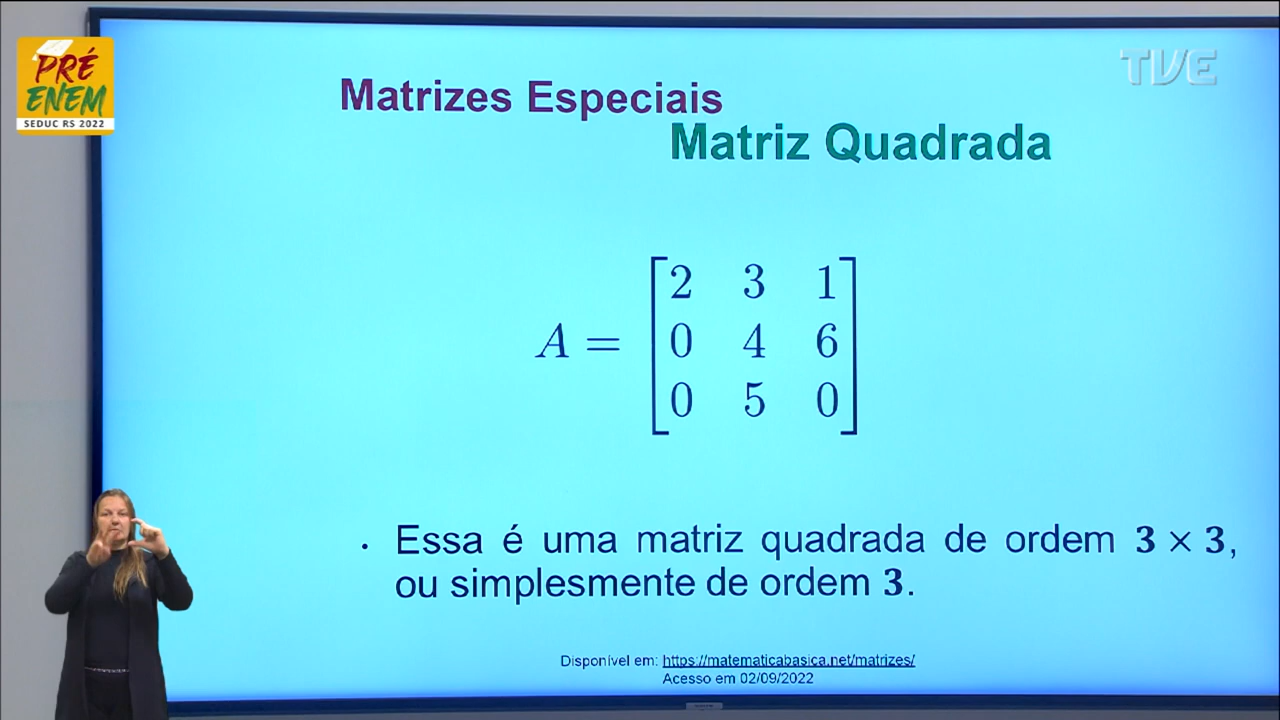 PRÉ
ENEM
SEDUC RS 2022
TVE
Matrizes Especiais
Matriz Quadrada
2 3 1
A = 0 4 6
0 5 0
• Essa é uma matriz quadrada de ordem 3 × 3,
ou simplesmente de ordem 3.
Disponível em: https://matematicabasica.net/matrizes/
Acesso em 02/09/2022